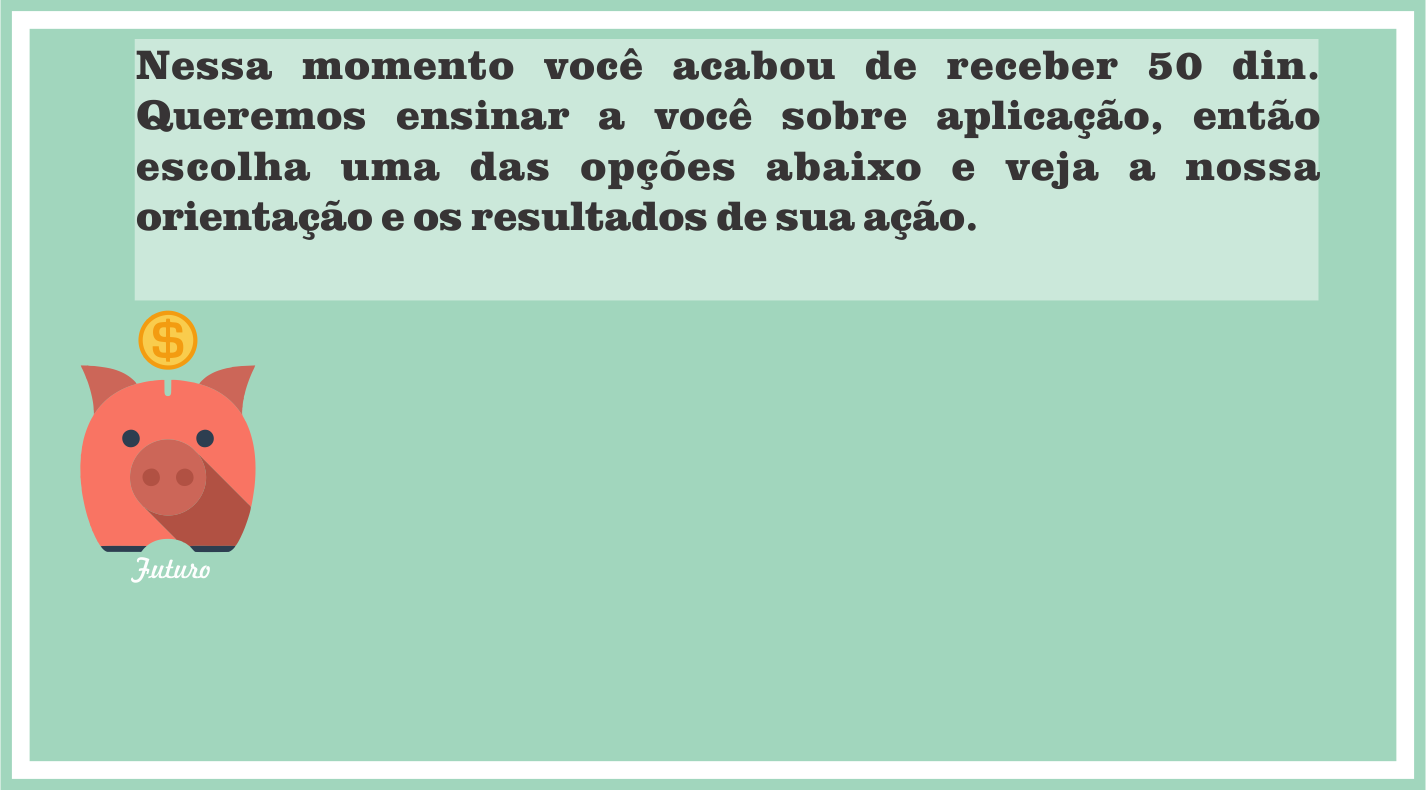 Nessa momento você acabou de receber 50 din.
Queremos ensinar a você sobre aplicação, então
escolha uma das opções abaixo e veja a nossa
orientação e os resultados de sua ação.
$
Futuro